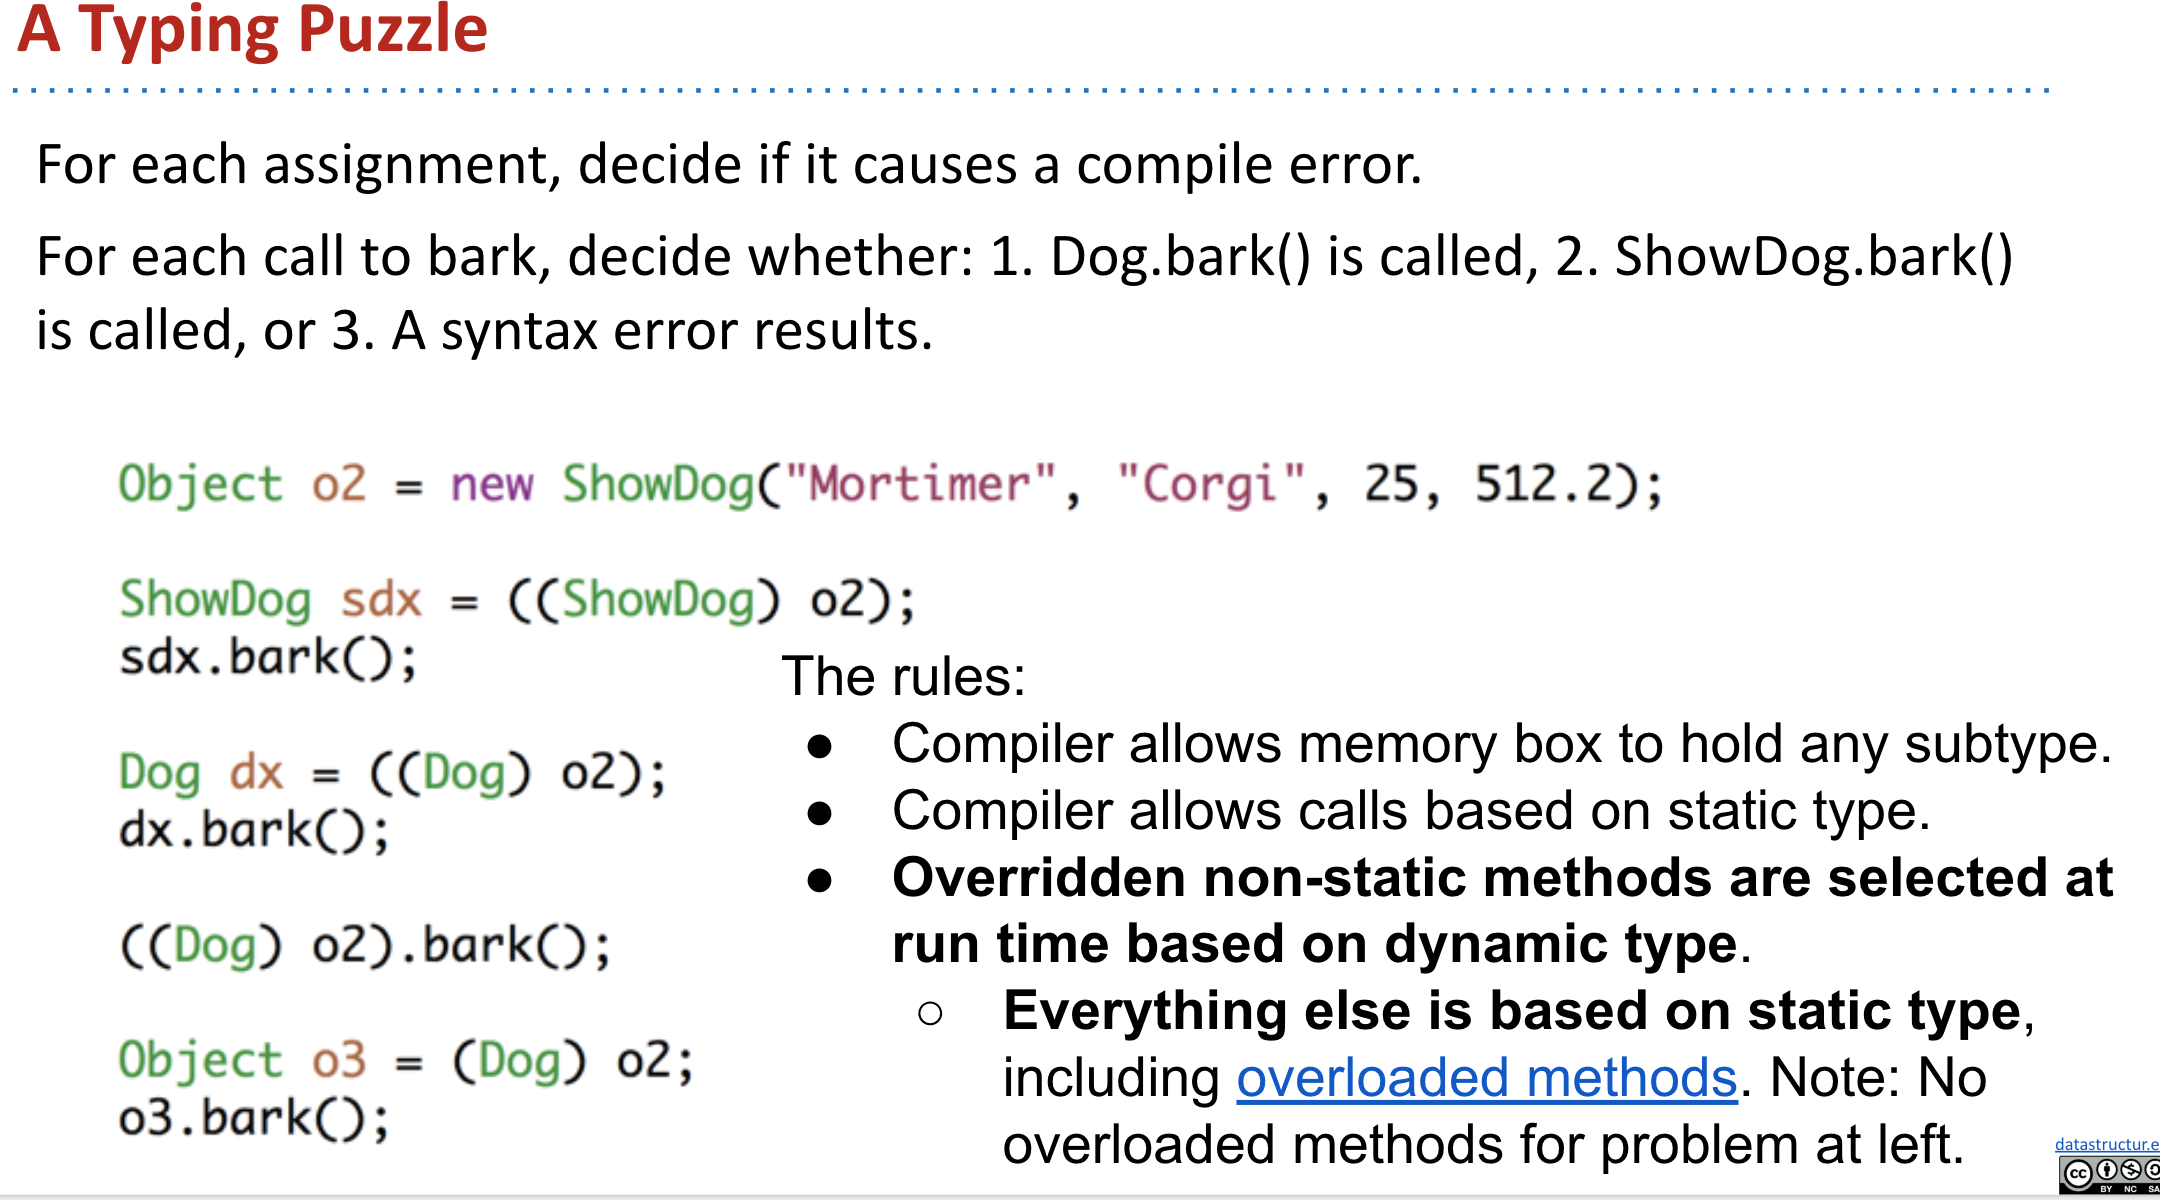 A Typing Puzzle
For each assignment, decide if it causes a compile error.
For each call to bark, decide whether: 1. Dog.bark() is called, 2. ShowDog.bark()
is called, or 3. A syntax error results.
Object o2 = new ShowDog("Mortimer", "Corgi", 25, 512.2);
ShowDog sdx = ((ShowDog) o2);
sdx.bark();
Dog dx = ((Dog) o2);
dx.bark();
((Dog) o2).bark();
Object o3 = (Dog) o2;
o3.bark();
The rules:
● Compiler allows memory box to hold any subtype.
● Compiler allows calls based on static type.
● Overridden non-static methods are selected at
run time based on dynamic type.
○ Everything else is based on static type,
including overloaded methods. Note: No
overloaded methods for problem at left.
datastructur.e
cc
BY NC SA